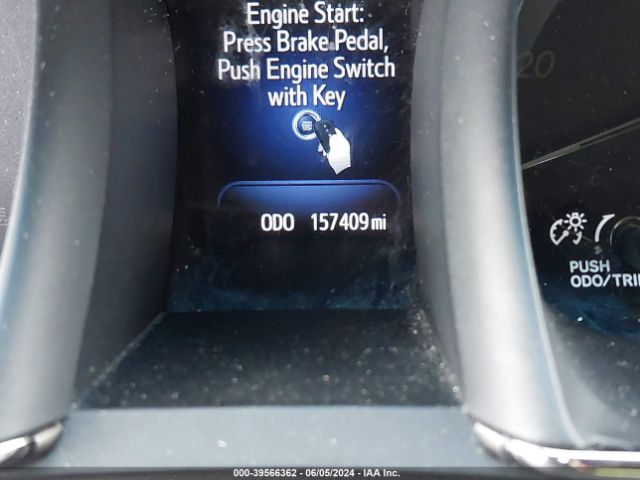 Engine Start:
Press Brake Pedal,
Push Engine Switch
with Key
ODO 157409 mi
20
PUSH
ODO/TRI
000-39566362 | 06/05/2024 | IAA Inc.